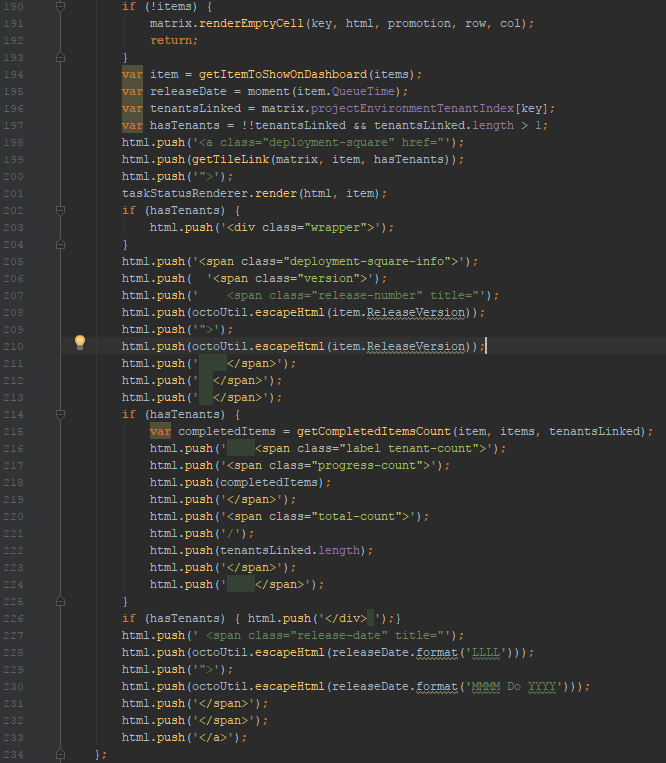 190 if (!items) {
191 matrix.renderEmptyCell(key, html, promotion, row, col);
192 return;
193 }
194 var item = getItemToShowOnDashboard(items);
195 var releaseDate = moment(item.QueueTime);
196 var tenantsLinked = matrix.projectEnvironmentTenantIndex[key];
197 var hasTenants = !!tenantsLinked && tenantsLinked.length > 1;
198 html.push('<a class="deployment-square" href="');
199 html.push(getTileLink(matrix, item, hasTenants));
200 html.push('">');
201 taskStatusRenderer.render(html, item);
202 if (hasTenants) {
203 html.push('<div class="wrapper">');
204 }
205 html.push('<span class="deployment-square-info">');
206 html.push(  '<span class="version">');
207 html.push('    <span class="release-number" title="');
208 html.push(octoUtil.escapeHtml(item.ReleaseVersion));
209 html.push('">');
210 html.push(octoUtil.escapeHtml(item.ReleaseVersion));
211 html.push('    </span>');
212 html.push('  </span>');
213 html.push('  </span>');
214 if (hasTenants) {
215 var completedItems = getCompletedItemsCount(item, items, tenantsLinked);
216 html.push('    <span class="label tenant-count">');
217 html.push('<span class="progress-count">');
218 html.push(completedItems);
219 html.push('</span>');
220 html.push('<span class="total-count">');
221 html.push('/');
222 html.push(tenantsLinked.length);
223 html.push('</span>');
224 html.push('    </span>');
225 }
226 if (hasTenants) { html.push('</div> ');}
227 html.push(' <span class="release-date" title="');
228 html.push(octoUtil.escapeHtml(releaseDate.format('LLLL')));
229 html.push('">');
230 html.push(octoUtil.escapeHtml(releaseDate.format('MMMM Do YYYY')));
231 html.push('</span>');
232 html.push('</span>');
233 html.push('</a>');
234 };